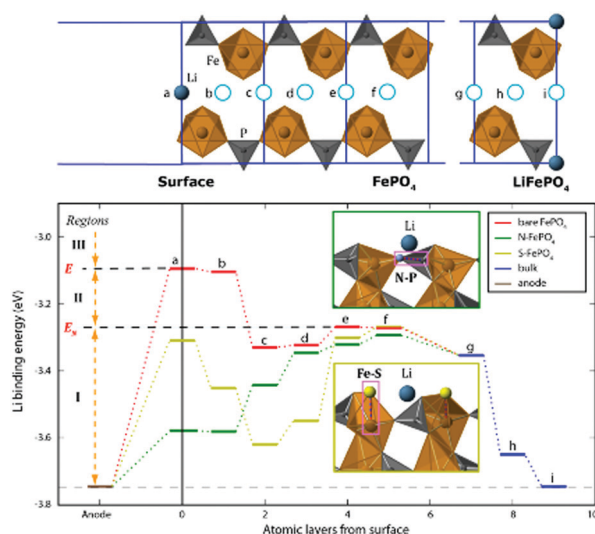 Fe
Li
a b c d e f g h i
P
Surface FePO₄ LiFePO₄
Regions
III
E
II
Eₛ
I
Li binding energy (eV)
-3.0
-3.2
-3.4
-3.6
-3.8
a b c d e f g h i
Li
N-P
Fe-S Li
bare FePO₄
N-FePO₄
S-FePO₄
bulk
anode
Anode 0 2 4 6 8 10
Atomic layers from surface